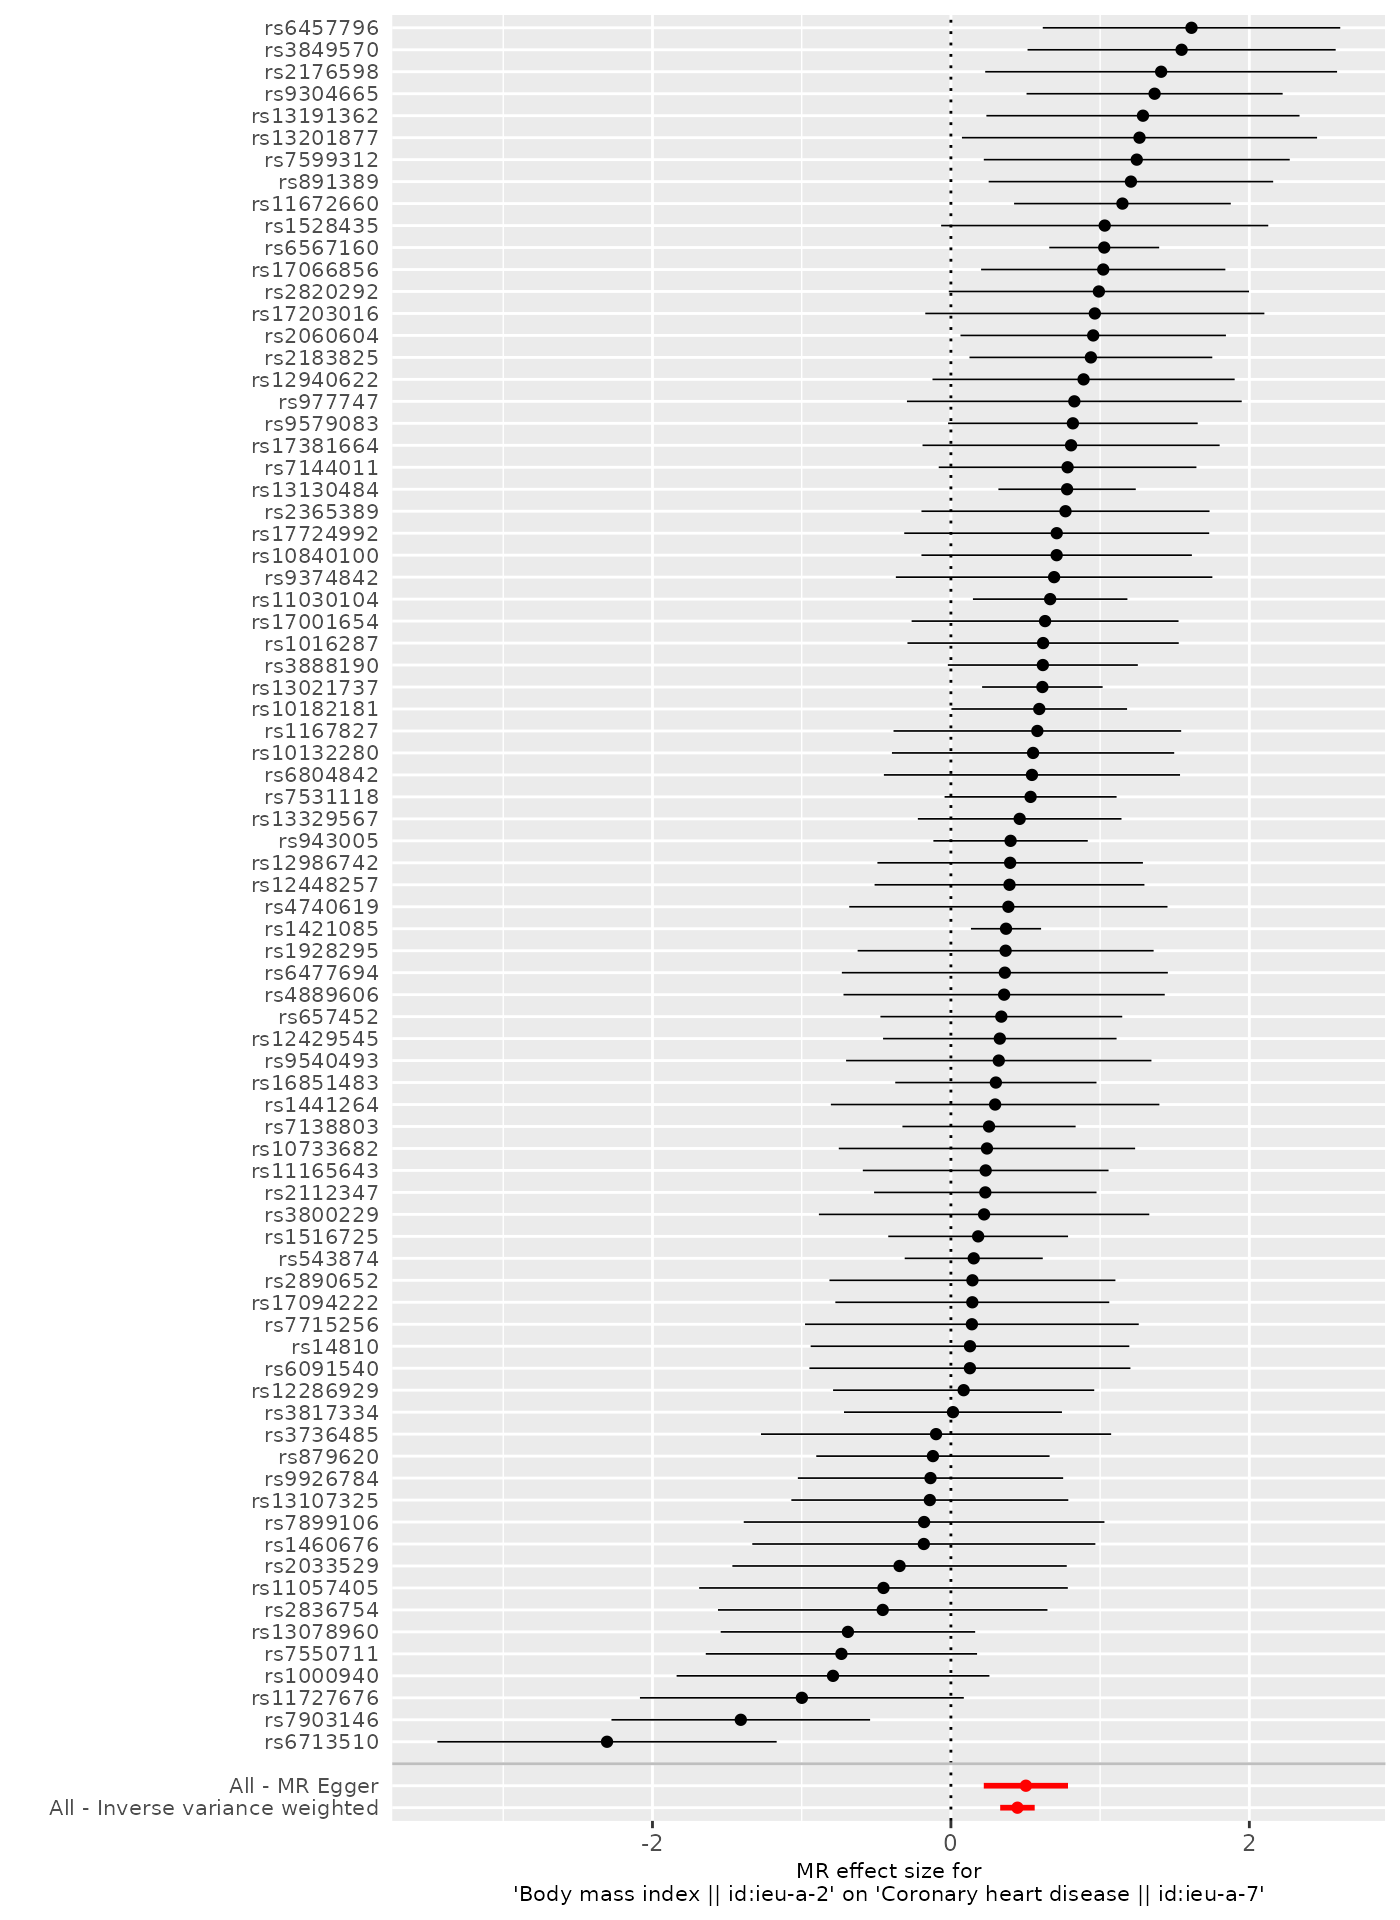 rs6457796
rs3849570
rs2176598
rs9304665
rs13191362
rs13201877
rs7599312
rs891389
rs11672660
rs1528435
rs6567160
rs17066856
rs2820292
rs17203016
rs2060604
rs2183825
rs12940622
rs977747
rs9579083
rs17381664
rs7144011
rs13130484
rs2365389
rs17724992
rs10840100
rs9374842
rs11030104
rs17001654
rs1016287
rs3888190
rs13021737
rs10182181
rs1167827
rs10132280
rs6804842
rs7531118
rs13329567
rs943005
rs12986742
rs12448257
rs4740619
rs1421085
rs1928295
rs6477694
rs4889606
rs657452
rs12429545
rs9540493
rs16851483
rs1441264
rs7138803
rs10733682
rs11165643
rs2112347
rs3800229
rs1516725
rs543874
rs2890652
rs17094222
rs7715256
rs14810
rs6091540
rs12286929
rs3817334
rs3736485
rs879620
rs9926784
rs13107325
rs7899106
rs1460676
rs2033529
rs11057405
rs2836754
rs13078960
rs7550711
rs1000940
rs11727676
rs7903146
rs6713510
All - MR Egger
All - Inverse variance weighted
-2 0 2
MR effect size for
'Body mass index || id:ieu-a-2' on 'Coronary heart disease || id:ieu-a-7'